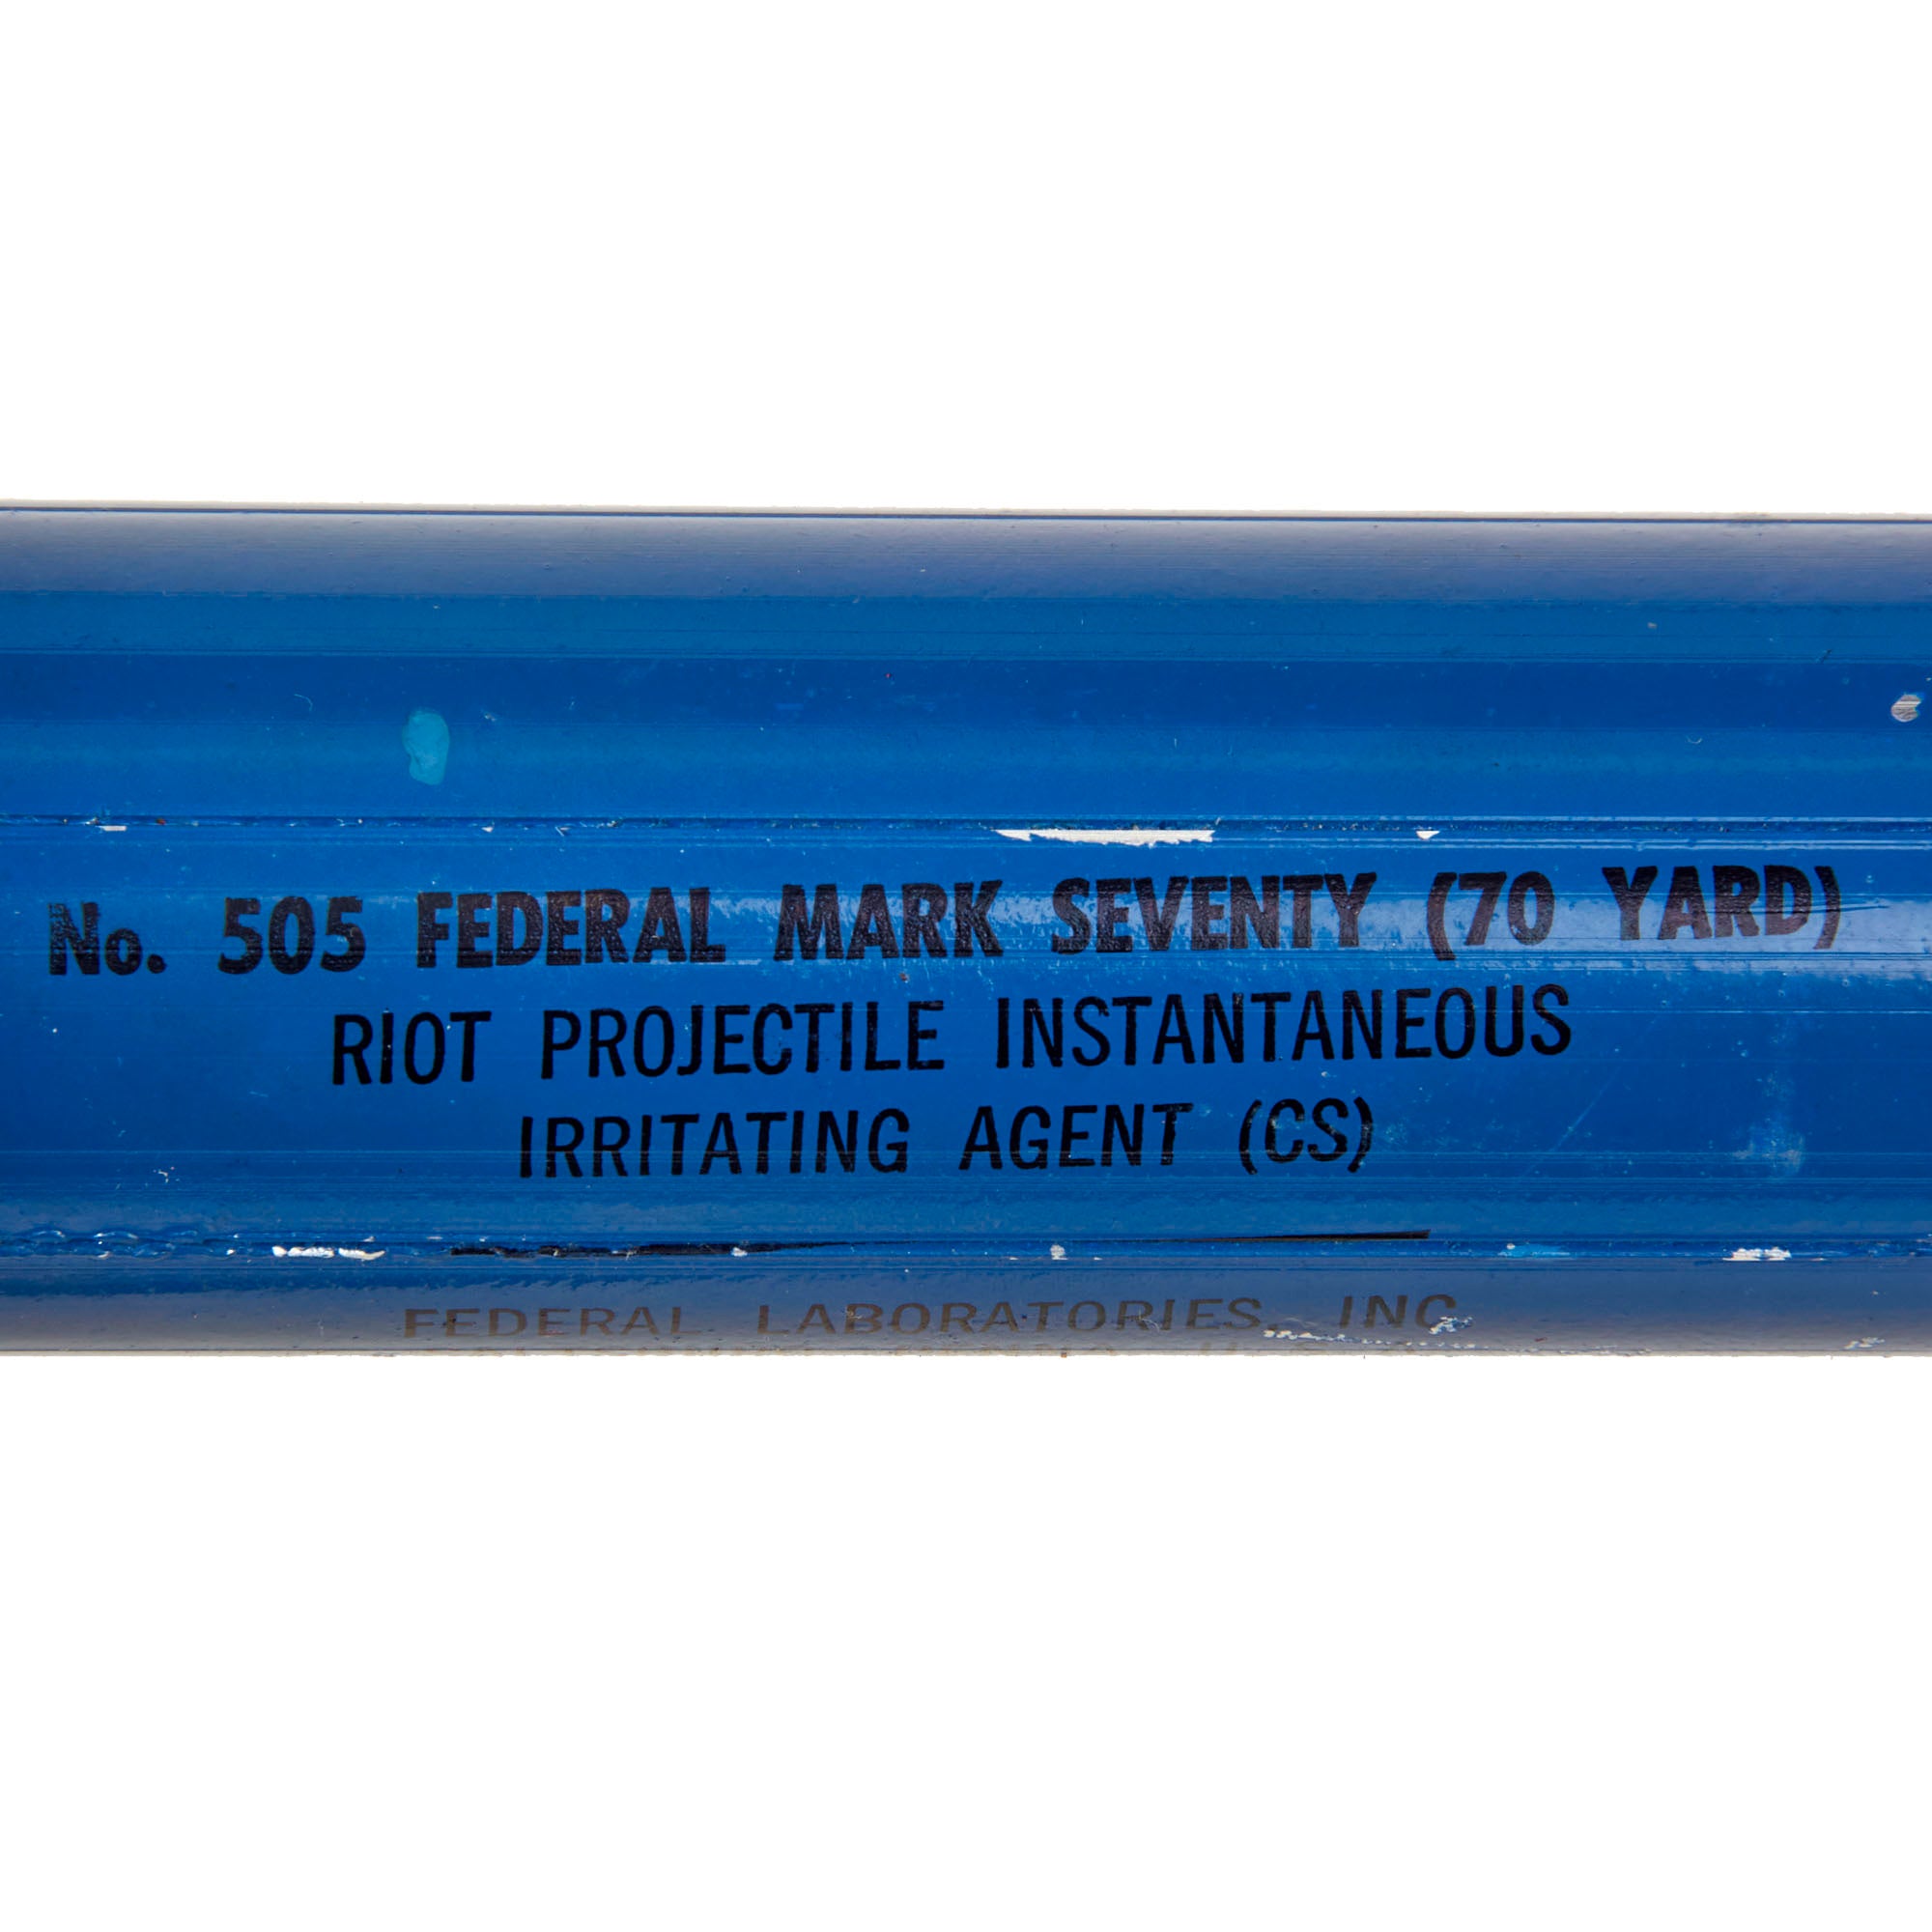 No. 505 FEDERAL MARK SEVENTY (70 YARD)
RIOT PROJECTILE INSTANTANEOUS
IRRITATING AGENT (CS)
FEDERAL LABORATORIES, INC